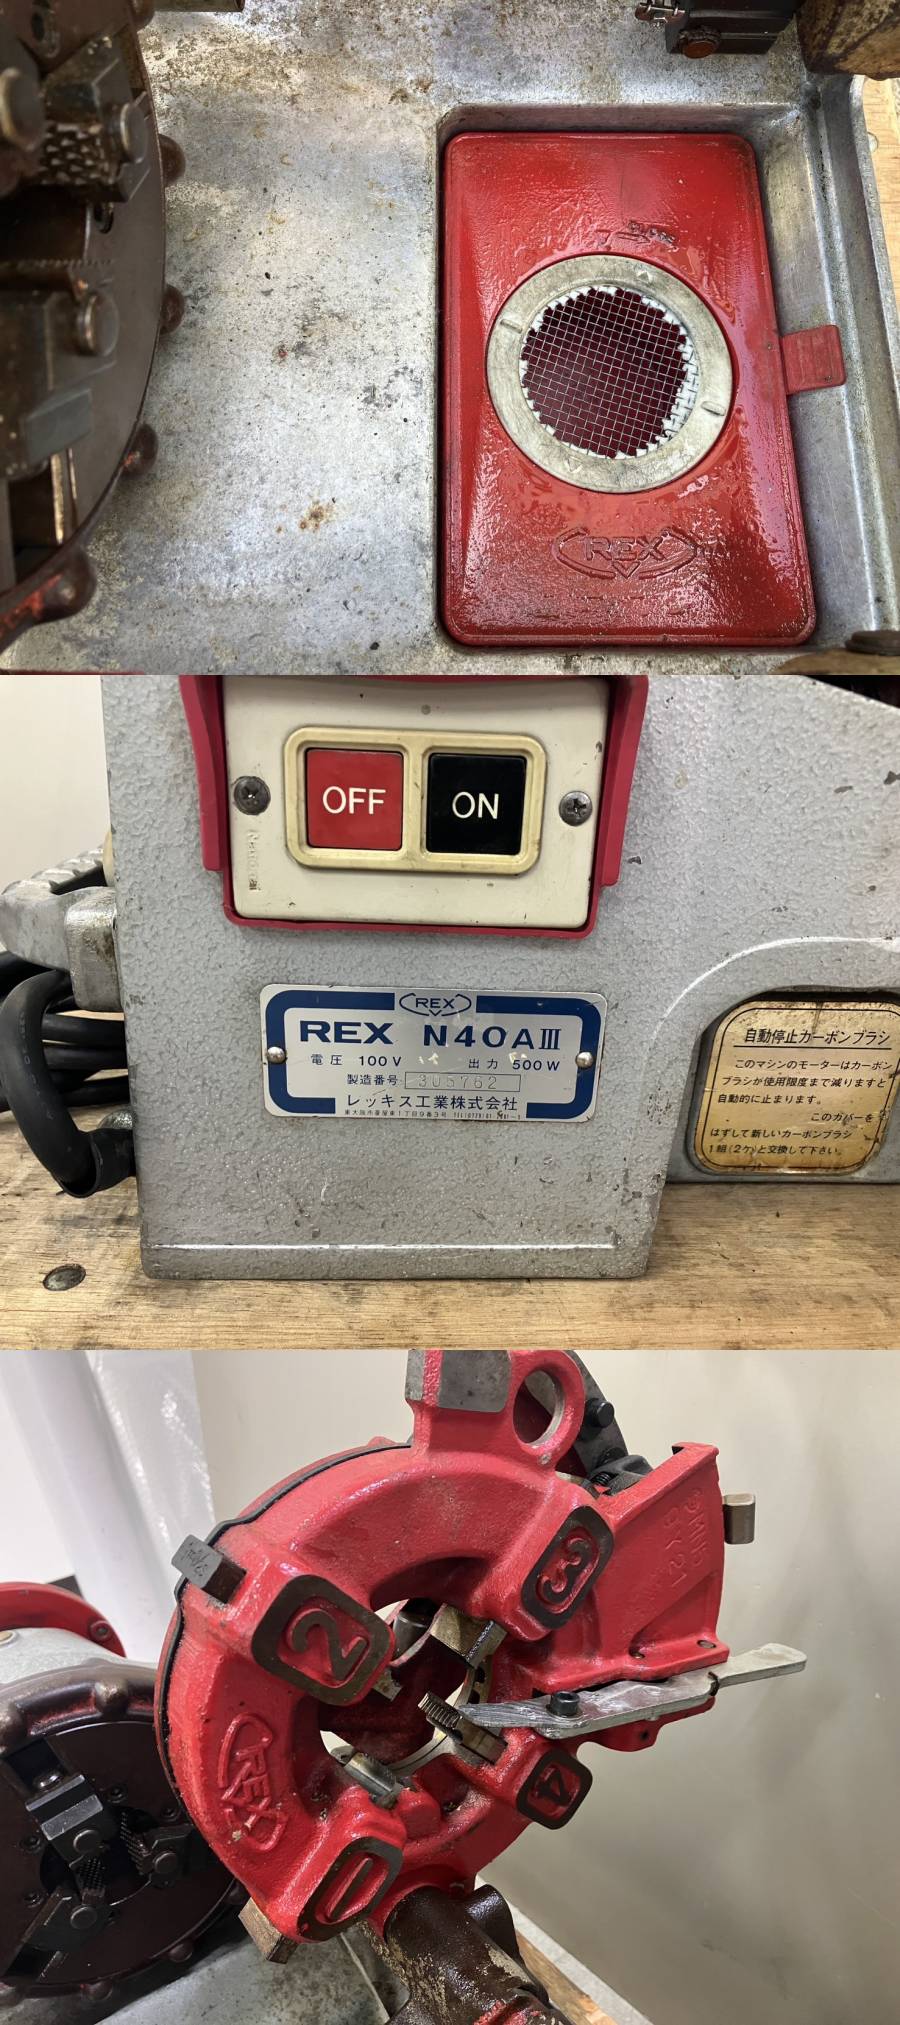 CLOSE
REX
OFF
ON
National
REX
REX N40AIII
電圧 100V 出力 500W
製造番号 305762
レッキス工業株式会社
自動停止カーボンブラシ
このマシンのモーターはカーボン
ブラシが使用限度まで減りますと
自動的に止まります。
このカバーを
はずして新しいカーボンブラシ
1組(2ケ)と交換して下さい。
2
3
4
1
REX